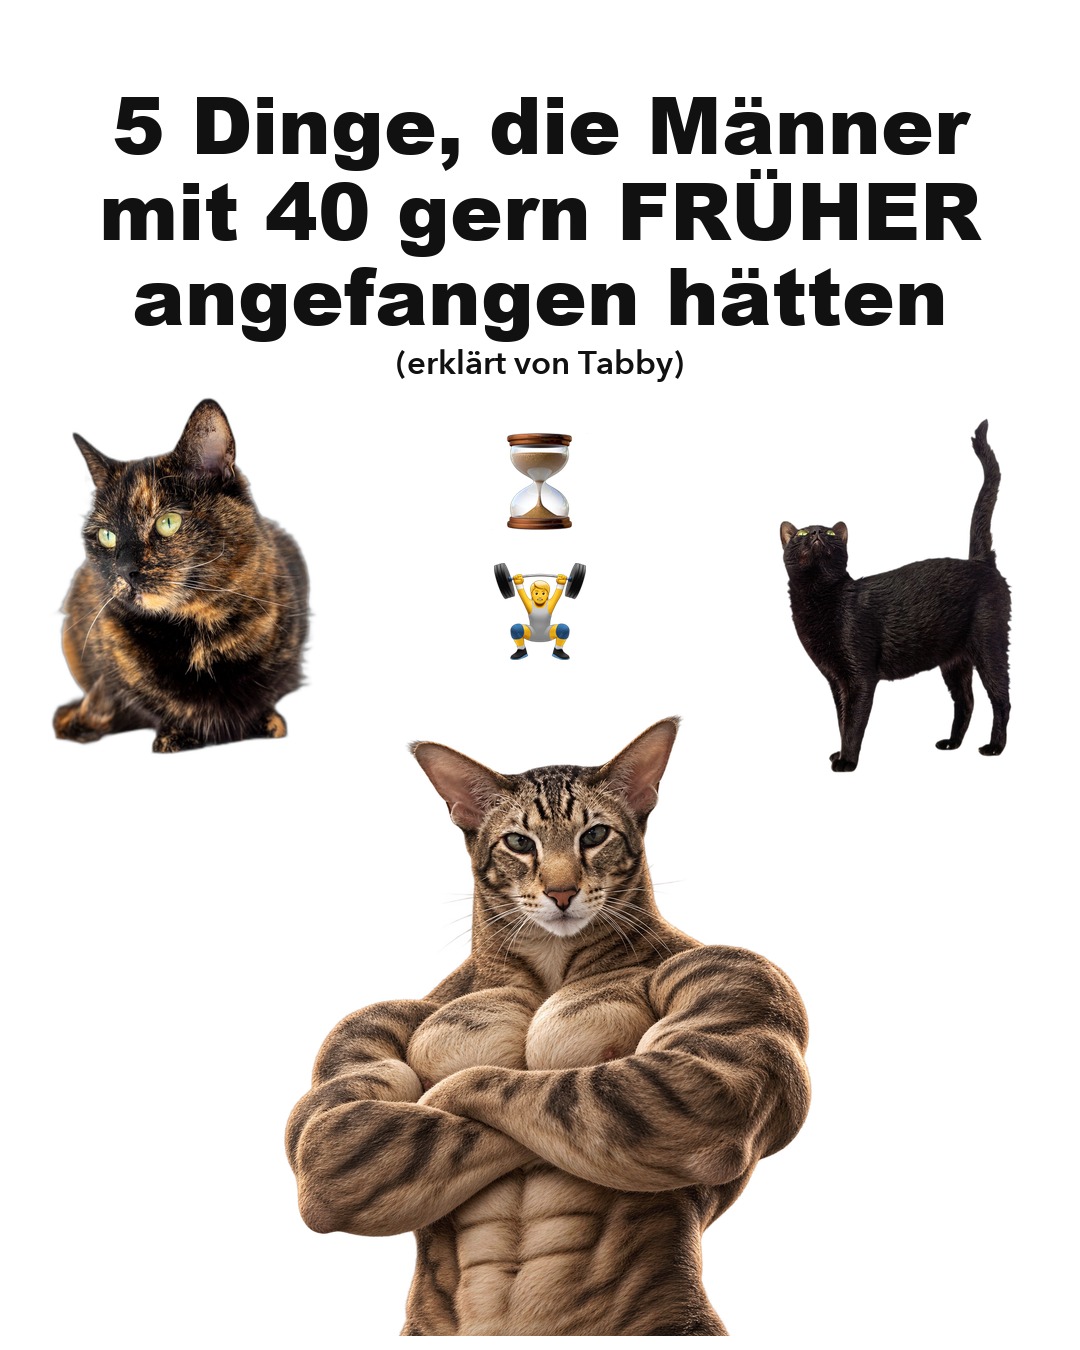 5 Dinge, die Männer
mit 40 gern FRÜHER
angefangen hätten
(erklärt von Tabby)